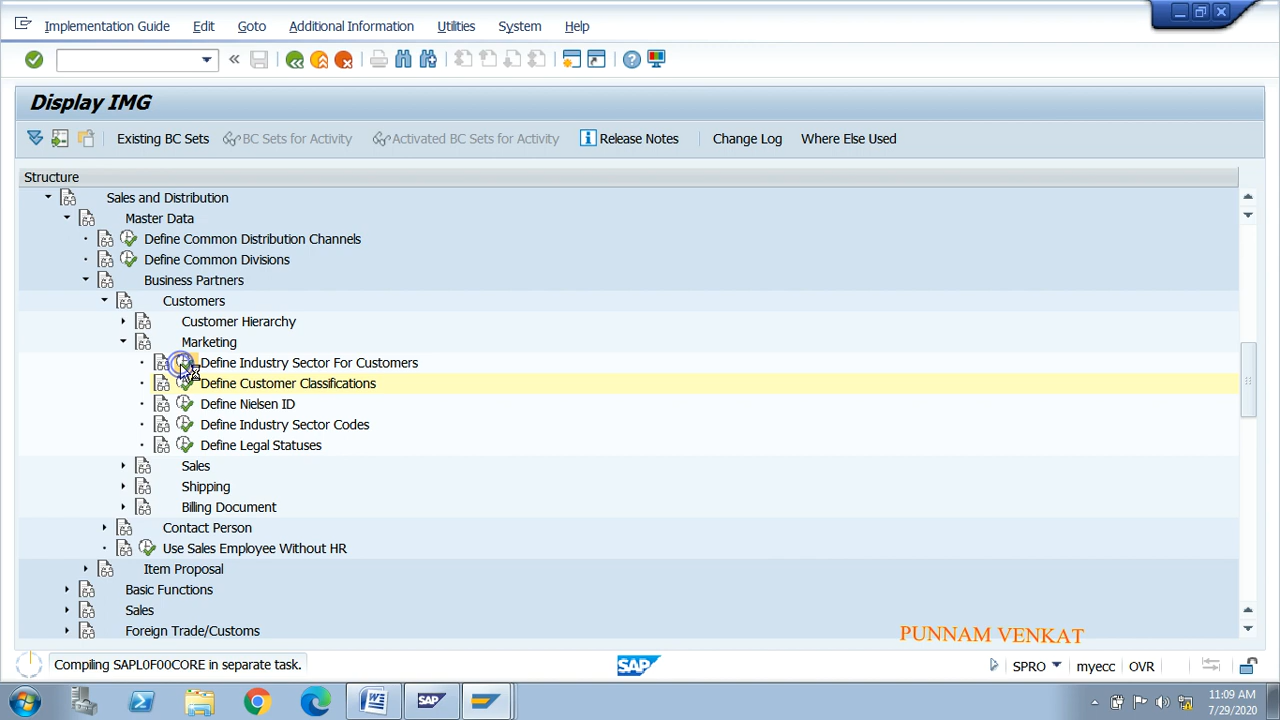 Implementation Guide Edit Goto Additional Information Utilities System Help
Display IMG
Existing BC Sets BC Sets for Activity Activated BC Sets for Activity Release Notes Change Log Where Else Used
Structure
Sales and Distribution
Master Data
Define Common Distribution Channels
Define Common Divisions
Business Partners
Customers
Customer Hierarchy
Marketing
Define Industry Sector For Customers
Define Customer Classifications
Define Nielsen ID
Define Industry Sector Codes
Define Legal Statuses
Sales
Shipping
Billing Document
Contact Person
Use Sales Employee Without HR
Item Proposal
Basic Functions
Sales
Foreign Trade/Customs
PUNNAM VENKAT
Compiling SAPL0F00CORE in separate task. SAP SPRO myecc OVR
11:09 AM
7/29/2020